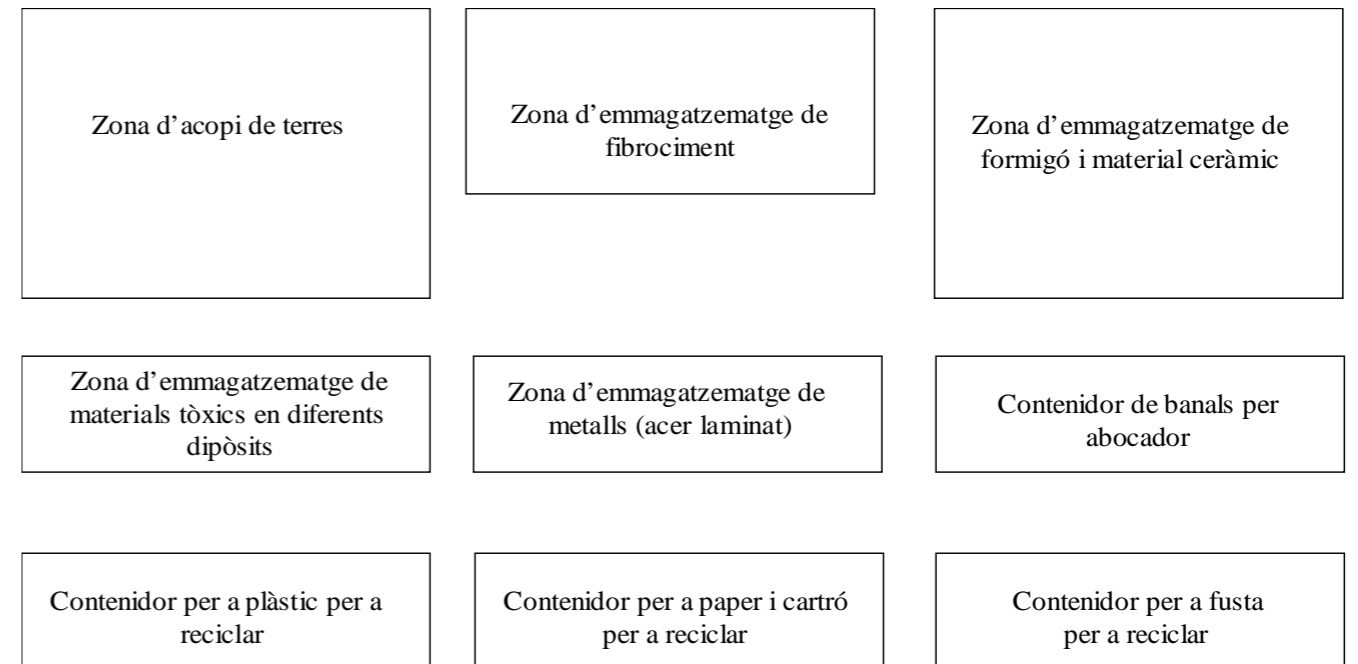 Zona d’acopi de terres
Zona d’emmagatzematge de
fibrociment
Zona d’emmagatzematge de
formigó i material ceràmic
Zona d’emmagatzematge de
materials tòxics en diferents
dipòsits
Zona d’emmagatzematge de
metalls (acer laminat)
Contenidor de banals per
abocador
Contenidor per a plàstic per a
reciclar
Contenidor per a paper i cartró
per a reciclar
Contenidor per a fusta
per a reciclar